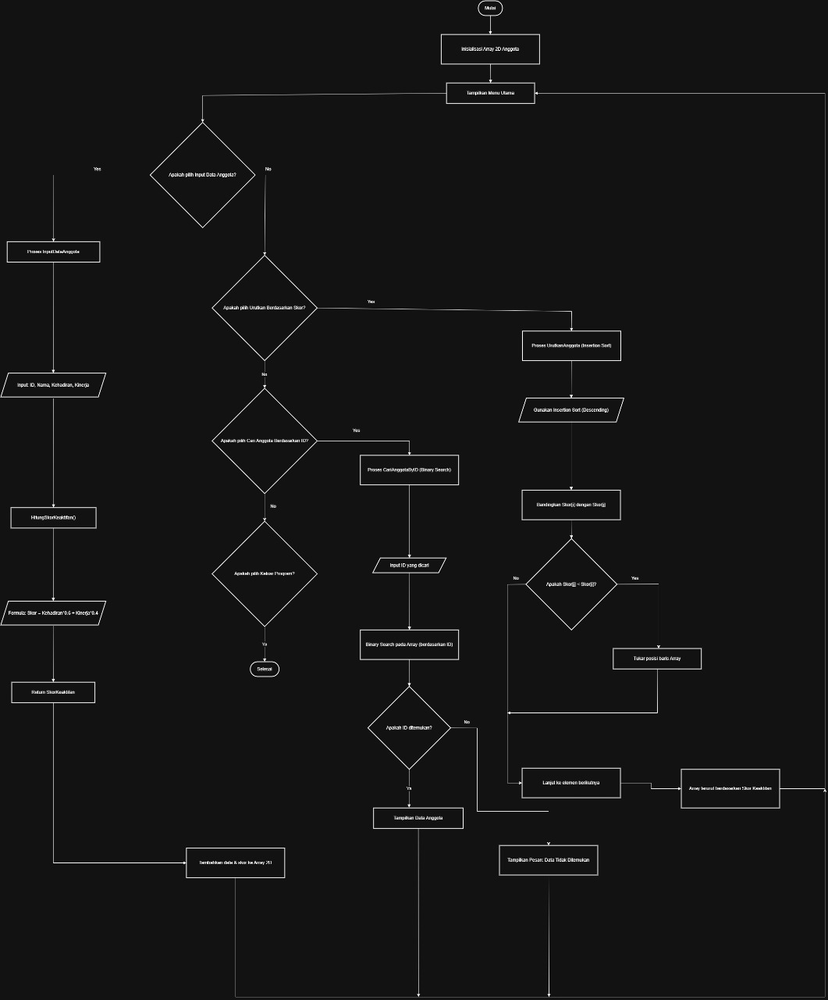 Mulai
Inisialisasi Array 2D Anggota
Tampilkan Menu Utama
Apakah pilih Input Data Anggota?
Yes
No
Proses InputDataAnggota
Apakah pilih Urutkan Berdasarkan Skor?
Yes
No
Proses UrutkanAnggota (Insertion Sort)
Input: ID, Nama, Kehadiran, Kinerja
Gunakan Insertion Sort (Descending)
Apakah pilih Cari Anggota Berdasarkan ID?
Yes
No
Proses CariAnggotaByID (Binary Search)
HitungSkorKeaktifan()
Bandingkan Skor[i] dengan Skor[j]
Apakah pilih Keluar Program?
Ya
Selesai
Input ID yang dicari
Apakah Skor[j] < Skor[i]?
No
Yes
Formula: Skor = Kehadiran*0.6 + Kinerja*0.4
Binary Search pada Array (berdasarkan ID)
Tukar posisi baris Array
Return SkorKeaktifan
Apakah ID ditemukan?
No
Ya
Lanjut ke elemen berikutnya
Array terurut berdasarkan Skor Keaktifan
Tampilkan Data Anggota
Tambahkan data & skor ke Array 2D
Tampilkan Pesan: Data Tidak Ditemukan